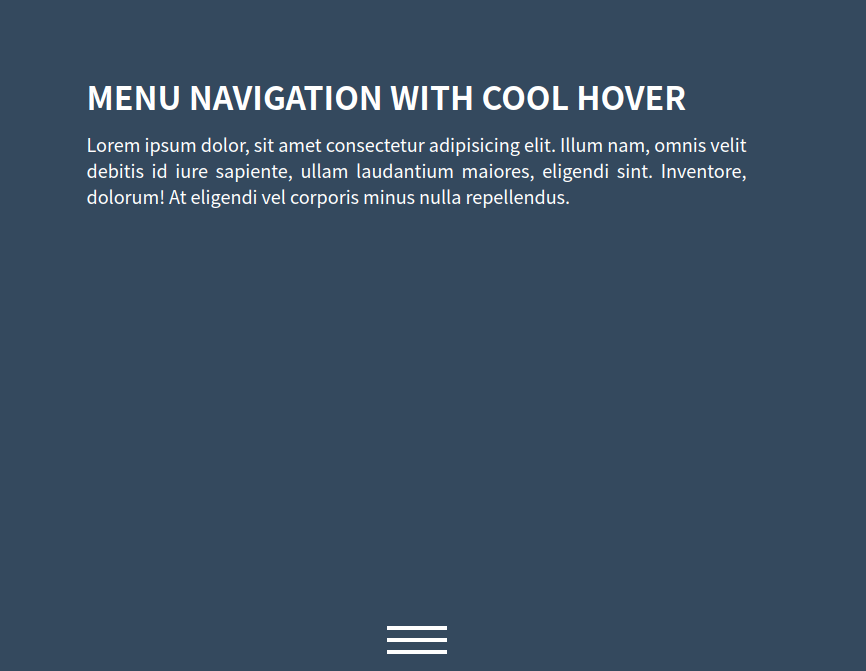 MENU NAVIGATION WITH COOL HOVER
Lorem ipsum dolor, sit amet consectetur adipisicing elit. Illum nam, omnis velit
debitis id iure sapiente, ullam laudantium maiores, eligendi sint. Inventore,
dolorum! At eligendi vel corporis minus nulla repellendus.